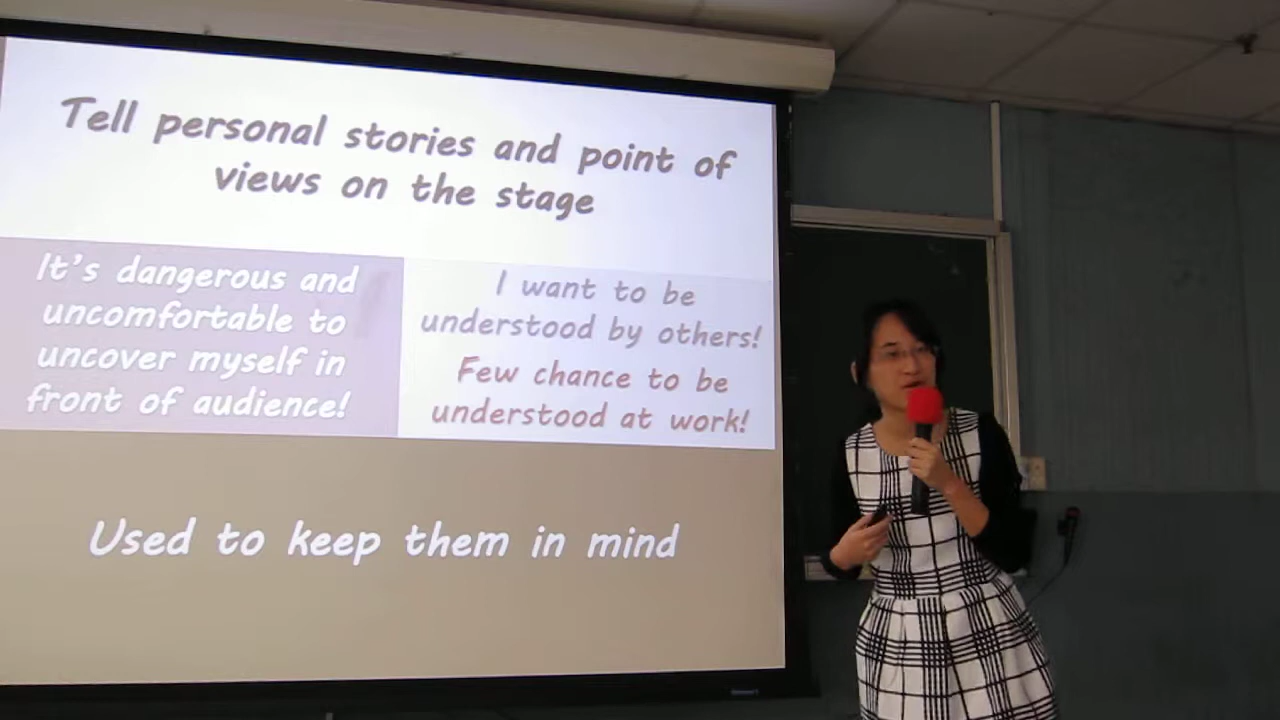 Tell personal stories and point of
views on the stage
It's dangerous and
uncomfortable to
uncover myself in
front of audience!
I want to be
understood by others!
Few chance to be
understood at work!
Used to keep them in mind